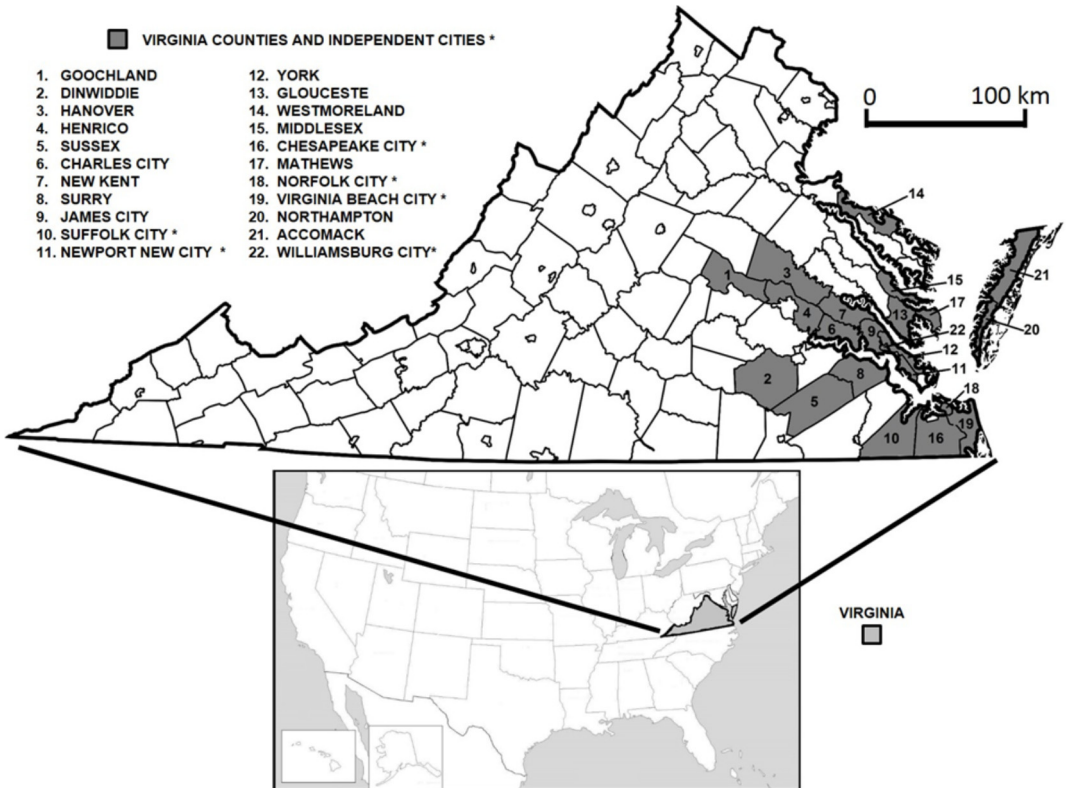 VIRGINIA COUNTIES AND INDEPENDENT CITIES *
1. GOOCHLAND
2. DINWIDDIE
3. HANOVER
4. HENRICO
5. SUSSEX
6. CHARLES CITY
7. NEW KENT
8. SURRY
9. JAMES CITY
10. SUFFOLK CITY *
11. NEWPORT NEW CITY *
12. YORK
13. GLOUCESTE
14. WESTMORELAND
15. MIDDLESEX
16. CHESAPEAKE CITY *
17. MATHEWS
18. NORFOLK CITY *
19. VIRGINIA BEACH CITY *
20. NORTHAMPTON
21. ACCOMACK
22. WILLIAMSBURG CITY*
0 100 km
14
21
1
3
15
17
4
7
13
22
20
6
9
12
11
2
8
18
5
19
10
16
VIRGINIA